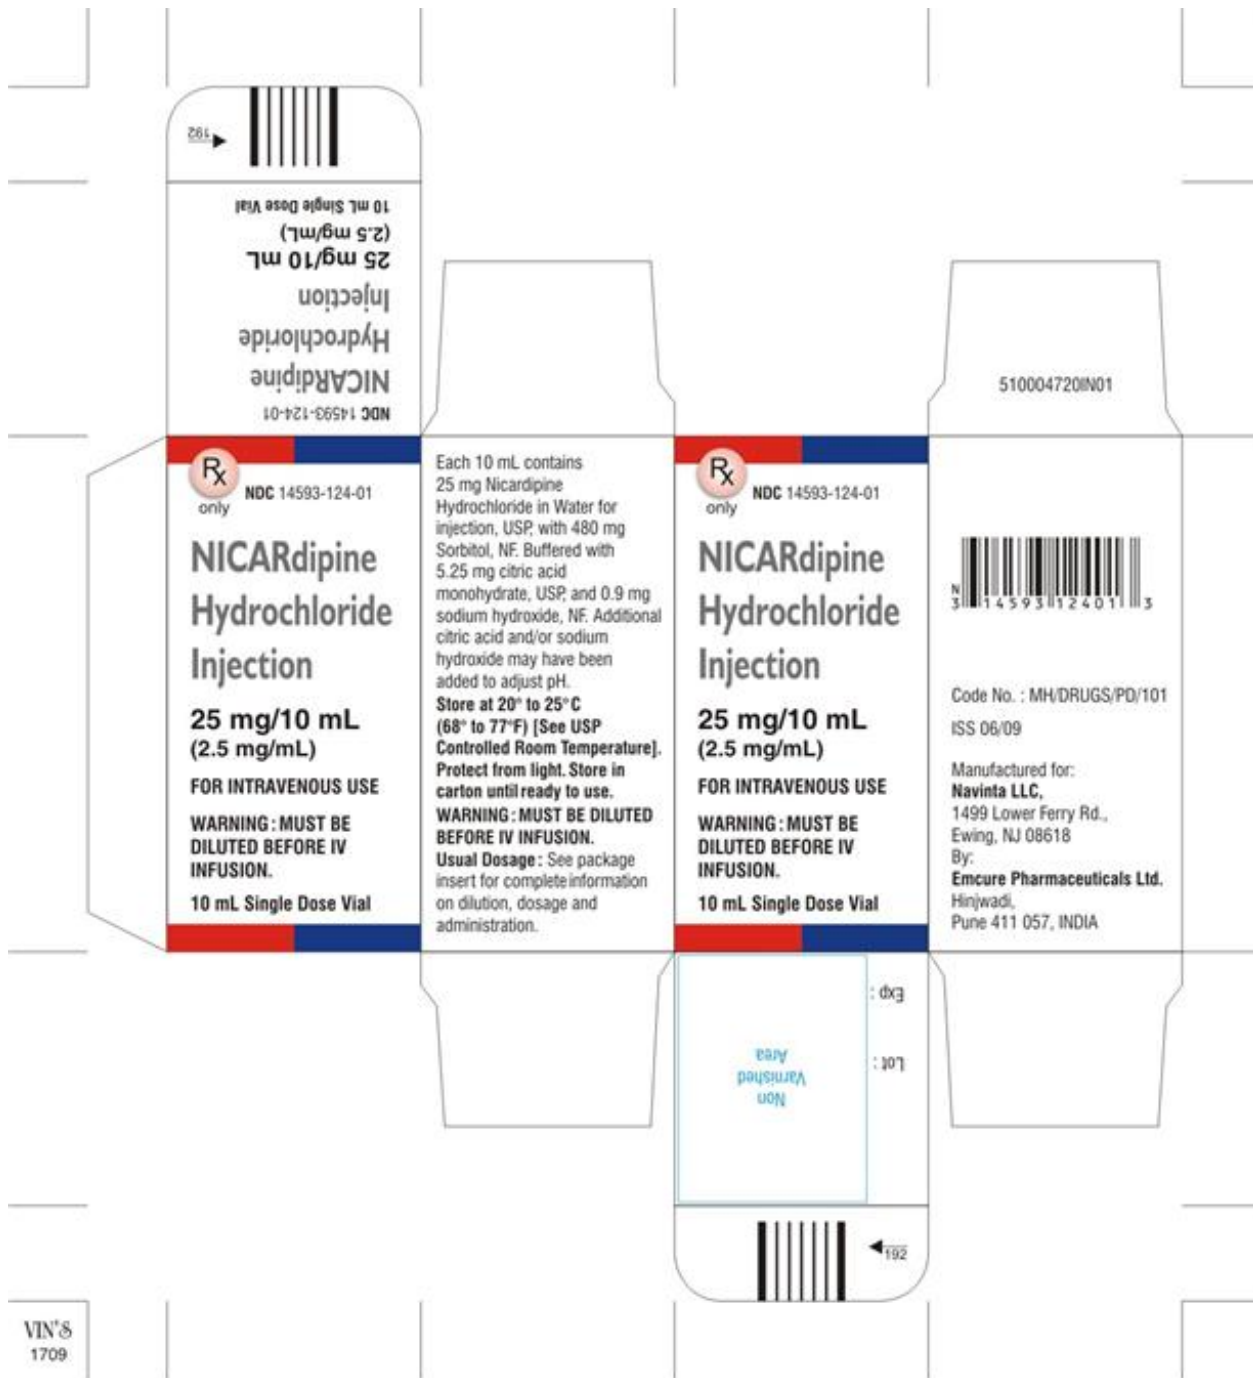 192
10 mL Single Dose Vial
(2.5 mg/mL)
25 mg/10 mL
Injection
Hydrochloride
NICARdipine
NDC 14593-124-01
510004720IN01
Rx
only
NDC 14593-124-01
NICARdipine
Hydrochloride
Injection
25 mg/10 mL
(2.5 mg/mL)
FOR INTRAVENOUS USE
WARNING : MUST BE
DILUTED BEFORE IV
INFUSION.
10 mL Single Dose Vial
Each 10 mL contains
25 mg Nicardipine
Hydrochloride in Water for
injection, USP, with 480 mg
Sorbitol, NF. Buffered with
5.25 mg citric acid
monohydrate, USP, and 0.9 mg
sodium hydroxide, NF. Additional
citric acid and/or sodium
hydroxide may have been
added to adjust pH.
Store at 20° to 25°C
(68° to 77°F) [See USP
Controlled Room Temperature].
Protect from light. Store in
carton until ready to use.
WARNING : MUST BE DILUTED
BEFORE IV INFUSION.
Usual Dosage : See package
insert for complete information
on dilution, dosage and
administration.
Rx
only
NDC 14593-124-01
NICARdipine
Hydrochloride
Injection
25 mg/10 mL
(2.5 mg/mL)
FOR INTRAVENOUS USE
WARNING : MUST BE
DILUTED BEFORE IV
INFUSION.
10 mL Single Dose Vial
N
3 14593 12401 3
Code No. : MH/DRUGS/PD/101
ISS 06/09
Manufactured for:
Navinta LLC,
1499 Lower Ferry Rd.,
Ewing, NJ 08618
By:
Emcure Pharmaceuticals Ltd.
Hinjwadi,
Pune 411 057, INDIA
Lot :
Exp :
Non
Varnished
Area
192
VIN'S
1709